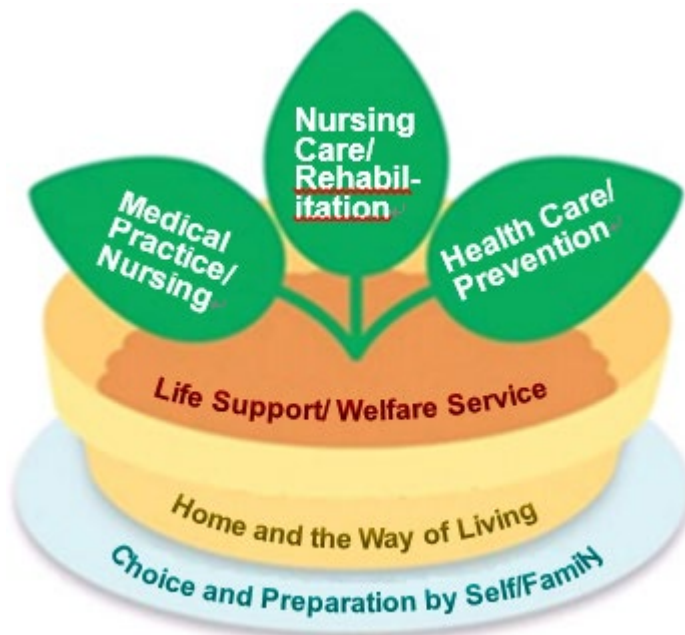 Nursing
Care/
Rehabil-
itation
Medical
Practice/
Nursing
Health Care/
Prevention
Life Support/ Welfare Service
Home and the Way of Living
Choice and Preparation by Self/Family